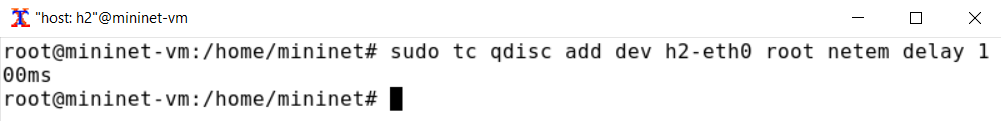 "host: h2"@mininet-vm
root@mininet-vm:/home/mininet# sudo tc qdisc add dev h2-eth0 root netem delay 1
00ms
root@mininet-vm:/home/mininet#